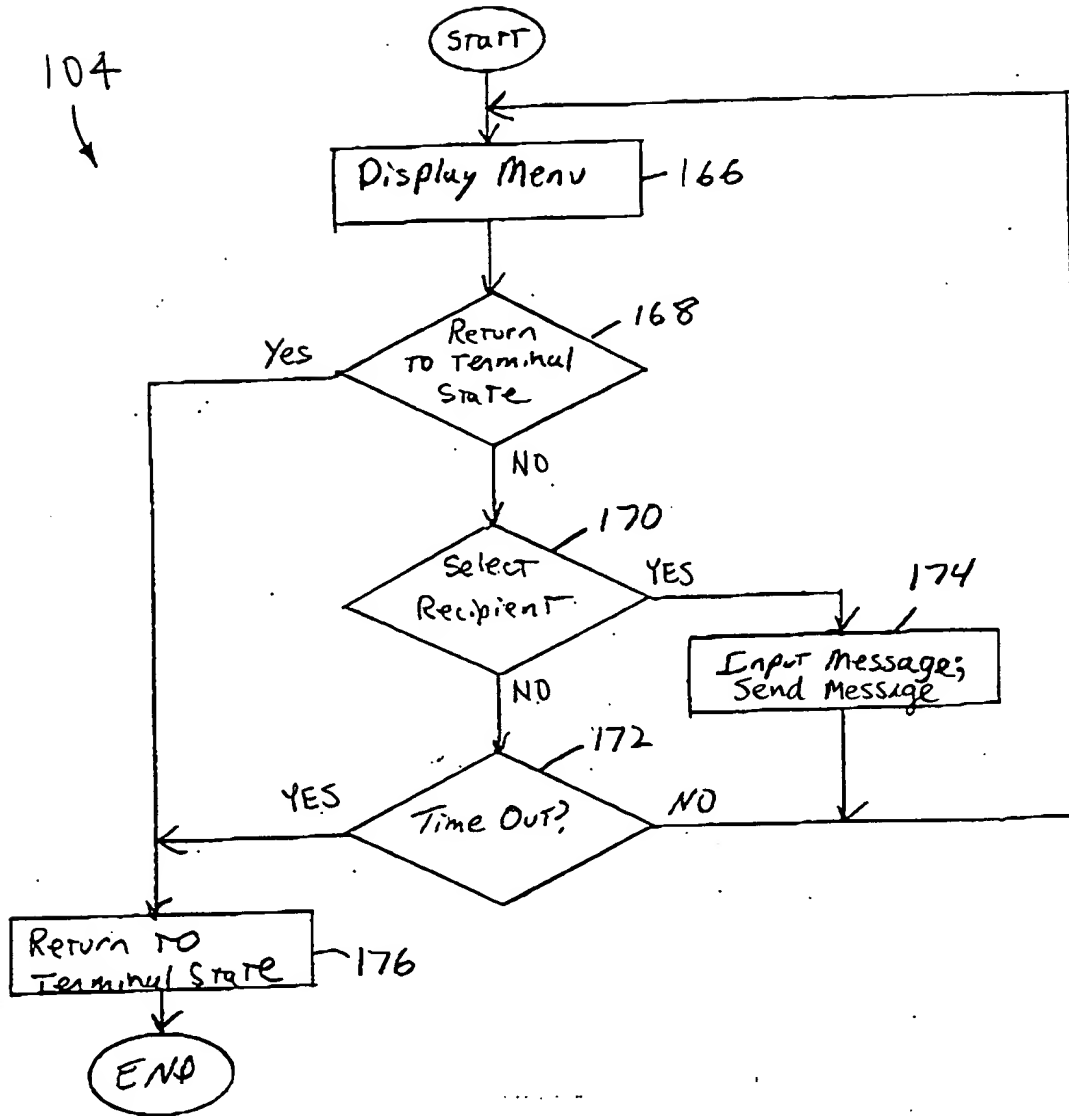 104
START
Display Menu
166
Return
To Terminal
State
168
Yes
NO
170
Select
Recipient
YES
174
Input Message;
Send Message
NO
172
YES
Time Out?
NO
Return TO
Terminal State
176
END